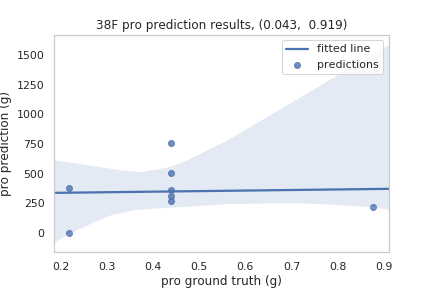 38F pro prediction results, (0.043,  0.919)
fitted line
predictions
pro prediction (g)
1500
1250
1000
750
500
250
0
0.2 0.3 0.4 0.5 0.6 0.7 0.8 0.9
pro ground truth (g)